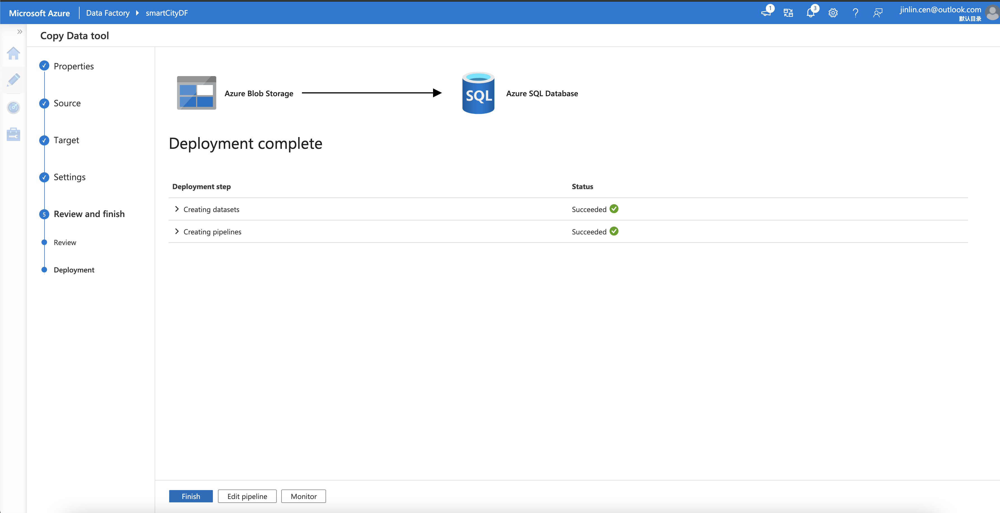 Microsoft Azure
Data Factory
smartCityDF
1
3
jinlin.cen@outlook.com
默认目录
Copy Data tool
Properties
Source
Target
Settings
5
Review and finish
Review
Deployment
Azure Blob Storage
SQL
Azure SQL Database
Deployment complete
Deployment step
Status
Creating datasets
Succeeded
Creating pipelines
Succeeded
Finish
Edit pipeline
Monitor